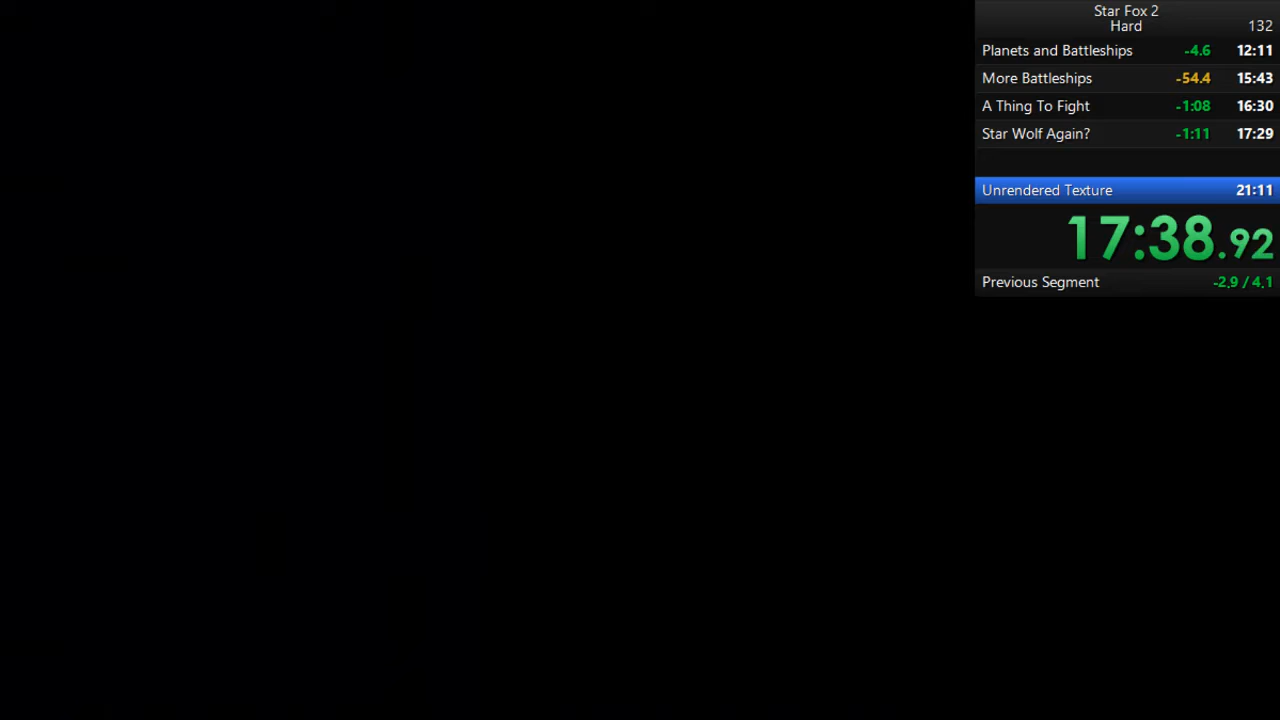 Star Fox 2
Hard 132
Planets and Battleships -4.6 12:11
More Battleships -54.4 15:43
A Thing To Fight -1:08 16:30
Star Wolf Again? -1:11 17:29
Unrendered Texture 21:11
17:38.92
Previous Segment -2.9 / 4.1